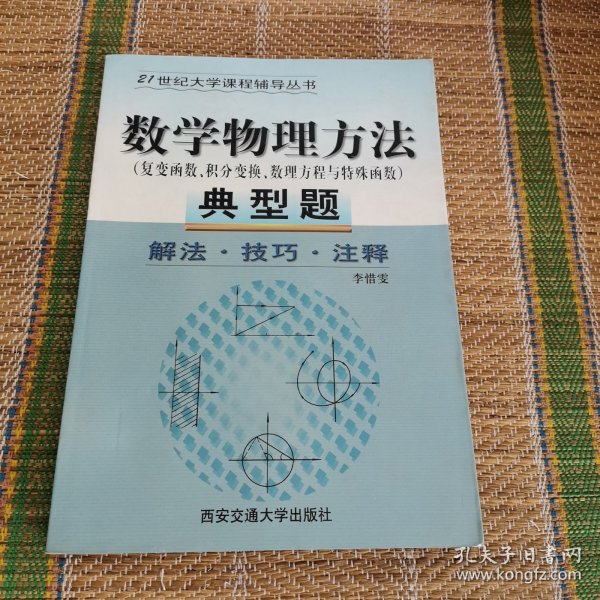 21世纪大学课程辅导丛书
数学物理方法
(复变函数、积分变换、数理方程与特殊函数)
典型题
解法·技巧·注释
李惜雯
西安交通大学出版社
孔夫子旧书网
www.kongfz.com